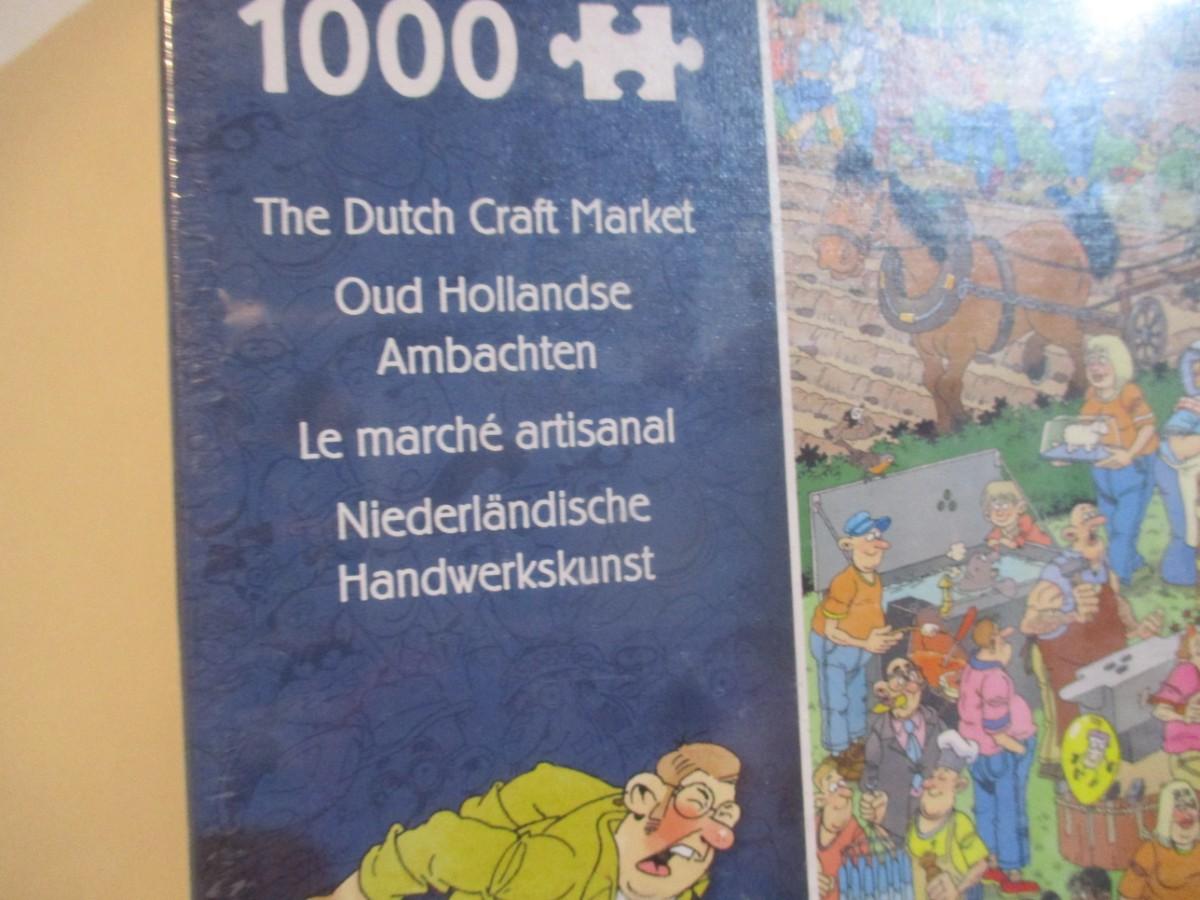 1000
The Dutch Craft Market
Oud Hollandse
Ambachten
Le marché artisanal
Niederländische
Handwerkskunst